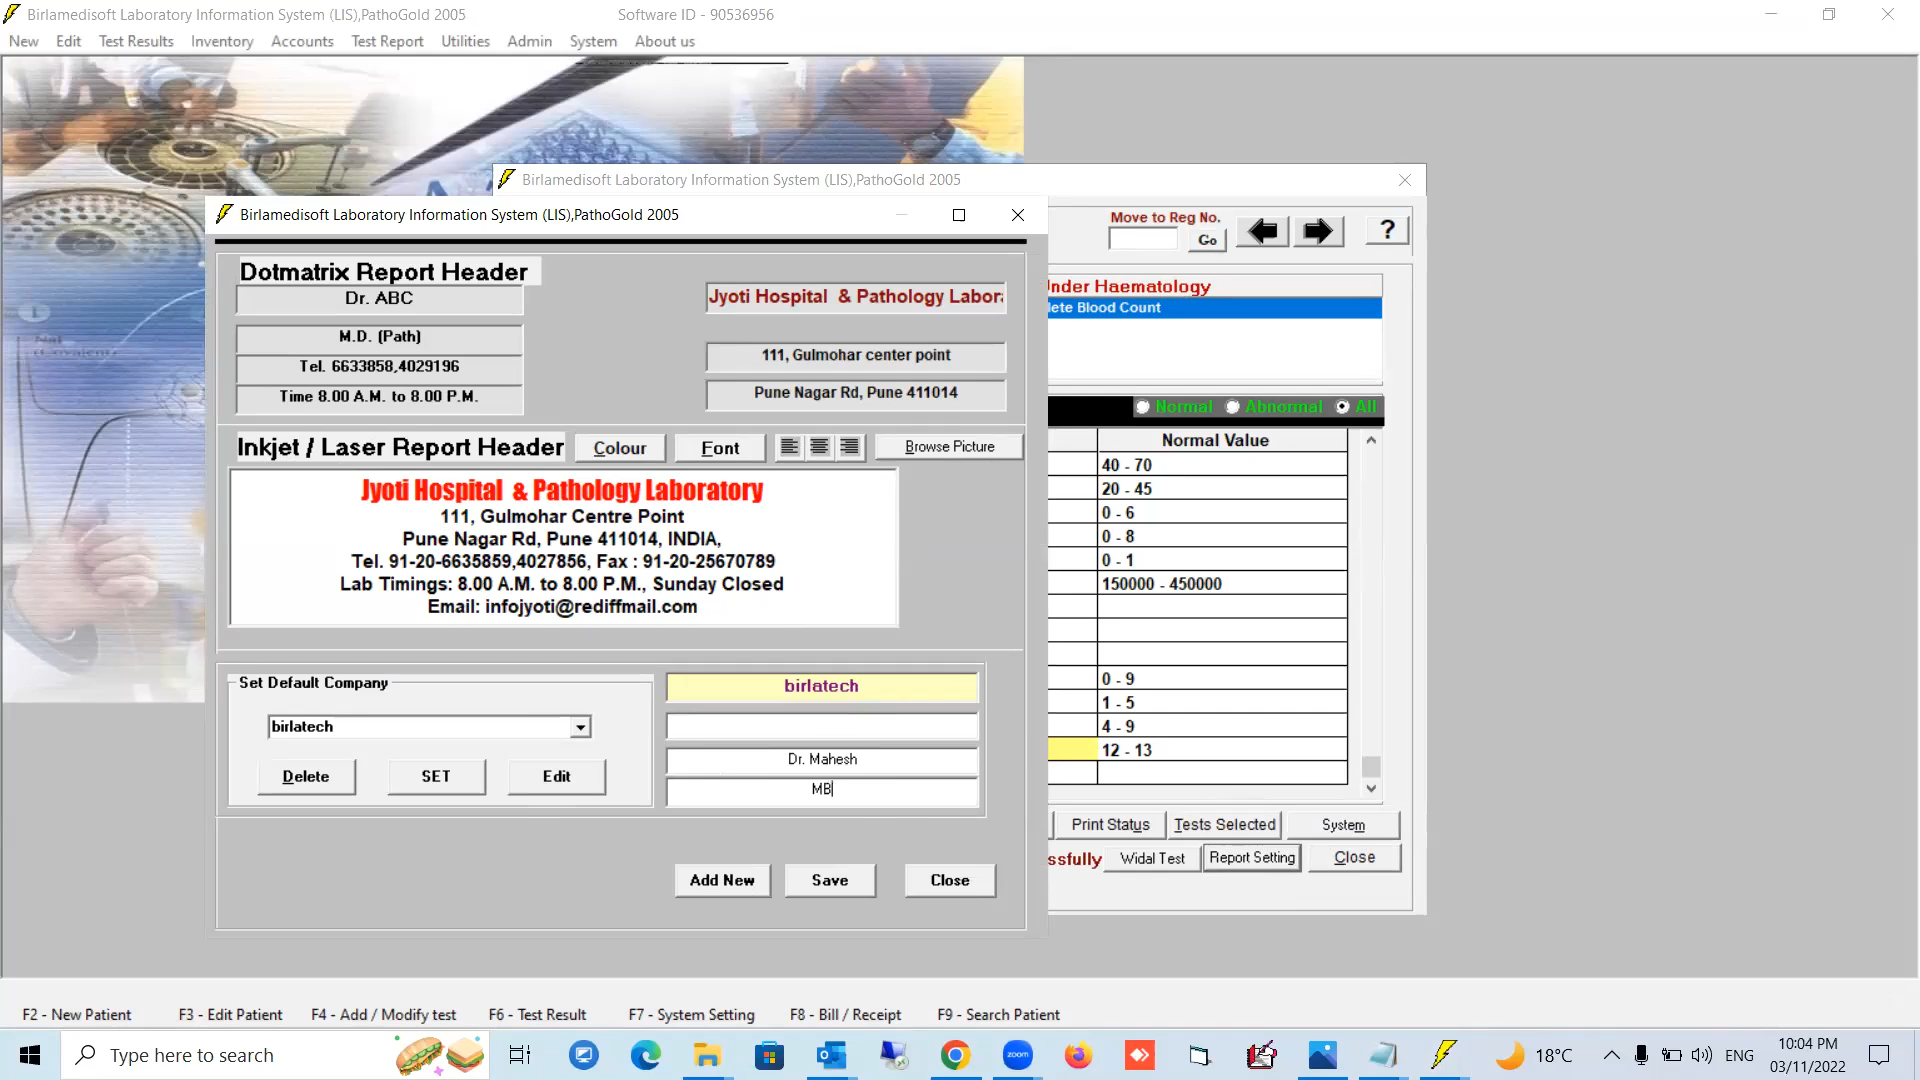 Birlamedisoft Laboratory Information System (LIS),PathoGold 2005
Software ID - 90536956
New Edit Test Results Inventory Accounts Test Report Utilities Admin System About us
Birlamedisoft Laboratory Information System (LIS),PathoGold 2005
Birlamedisoft Laboratory Information System (LIS),PathoGold 2005
Move to Reg No.
Go
?
Dotmatrix Report Header
Dr. ABC
M.D. (Path)
Tel. 6633858,4029196
Time 8.00 A.M. to 8.00 P.M.
Jyoti Hospital & Pathology Labor
111, Gulmohar center point
Pune Nagar Rd, Pune 411014
Under Haematology
lete Blood Count
Normal Abnormal All
Inkjet / Laser Report Header
Colour
Font
Browse Picture
Jyoti Hospital & Pathology Laboratory
111, Gulmohar Centre Point
Pune Nagar Rd, Pune 411014, INDIA,
Tel. 91-20-6635859,4027856, Fax : 91-20-25670789
Lab Timings: 8.00 A.M. to 8.00 P.M., Sunday Closed
Email: infojyoti@rediffmail.com
Normal Value
40 - 70
20 - 45
0 - 6
0 - 8
0 - 1
150000 - 450000
0 - 9
1 - 5
4 - 9
12 - 13
Set Default Company
birlatech
Delete
SET
Edit
birlatech
Dr. Mahesh
MB
Add New
Save
Close
Print Status
Tests Selected
System
ssfully
Widal Test
Report Setting
Close
F2 - New Patient F3 - Edit Patient F4 - Add / Modify test F6 - Test Result F7 - System Setting F8 - Bill / Receipt F9 - Search Patient
Type here to search
zoom
18°C
ENG
10:04 PM
03/11/2022